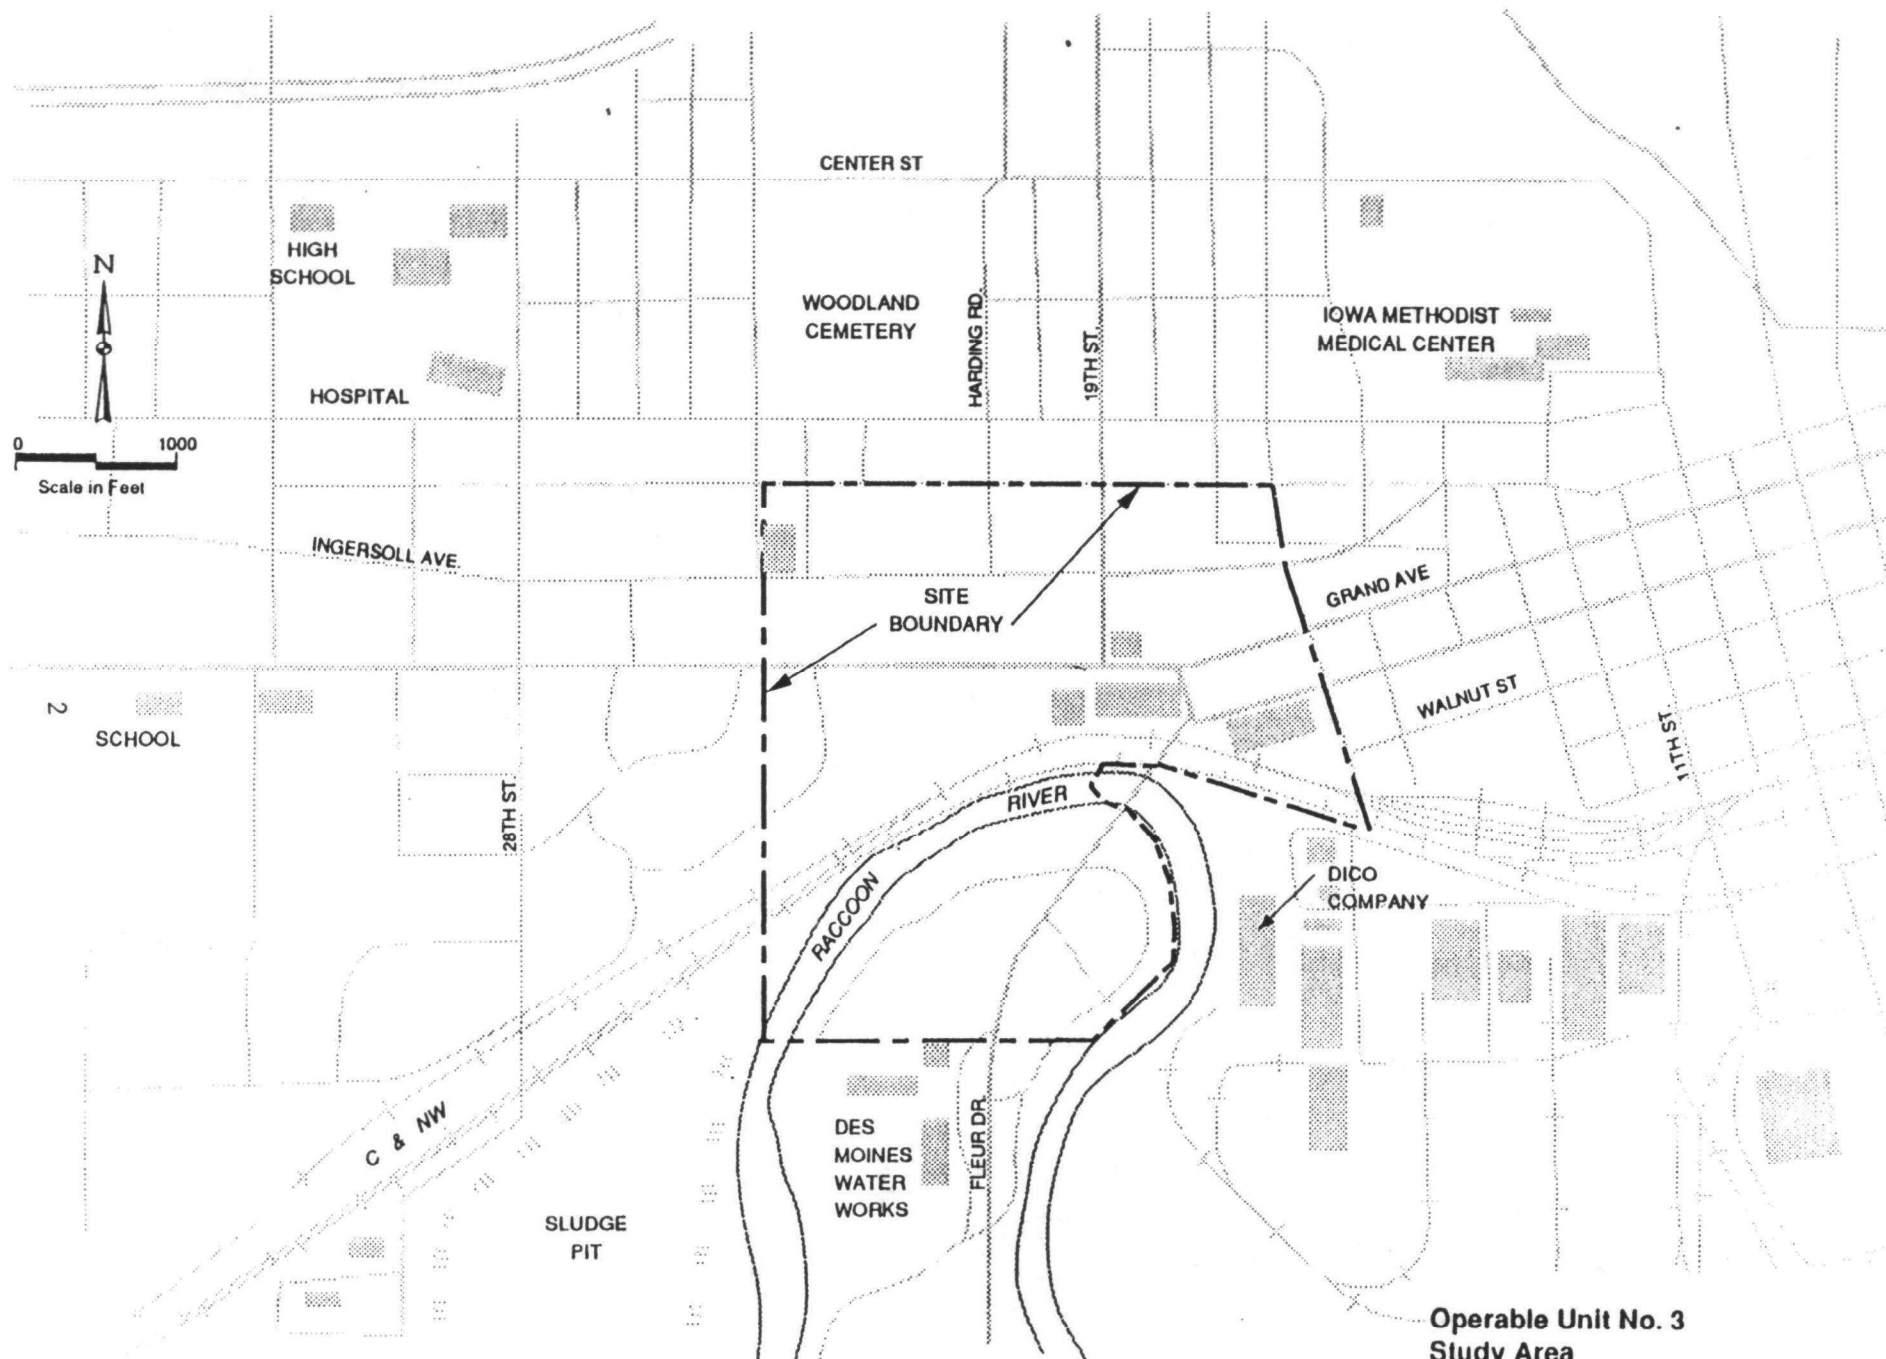 CENTER ST
HIGH
SCHOOL
N
WOODLAND
CEMETERY
HARDING RD.
19TH ST.
IOWA METHODIST
MEDICAL CENTER
HOSPITAL
0 1000
Scale in Feet
INGERSOLL AVE.
SITE
BOUNDARY
GRAND AVE
WALNUT ST
11TH ST
2
SCHOOL
28TH ST.
RIVER
RACCOON
DICO
COMPANY
C & NW
DES
MOINES
WATER
WORKS
FLEUR DR.
SLUDGE
PIT
Operable Unit No. 3
Study Area